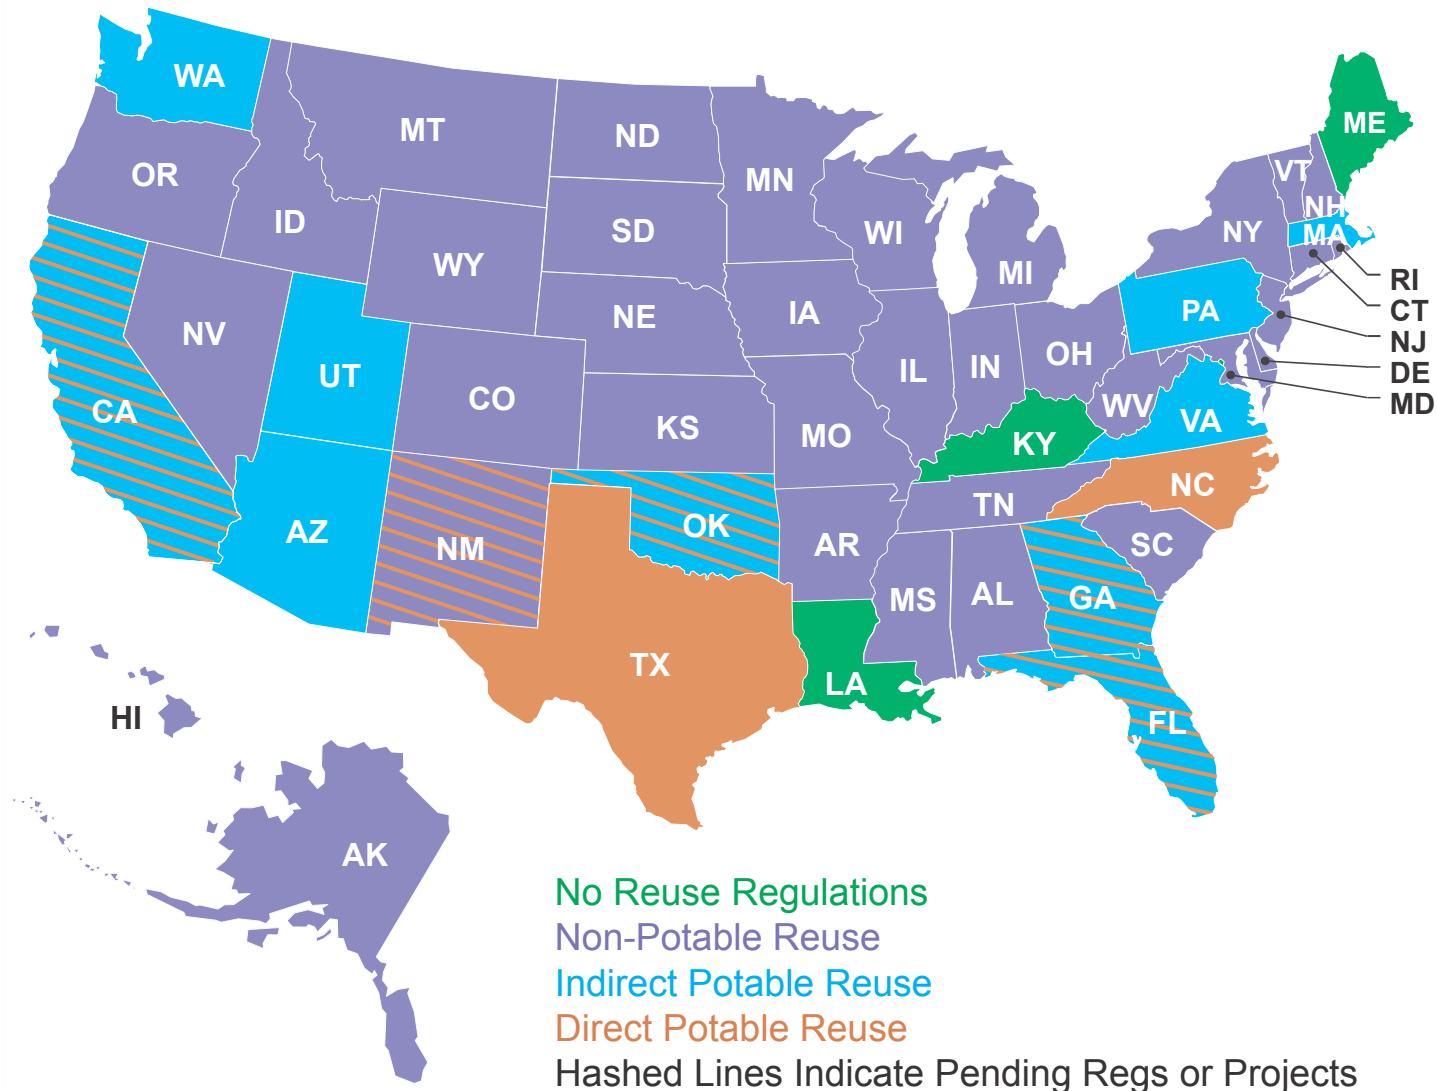 WA
MT
ND
MN
ME
OR
ID
SD
WI
MI
NY
VT
NH
MA
WY
NE
IA
PA
RI
CT
NJ
DE
MD
NV
UT
CO
KS
MO
IL
IN
OH
WV
VA
CA
KY
NC
AZ
NM
OK
AR
TN
SC
MS
AL
GA
TX
LA
FL
HI
AK
No Reuse Regulations
Non-Potable Reuse
Indirect Potable Reuse
Direct Potable Reuse
Hashed Lines Indicate Pending Regs or Projects